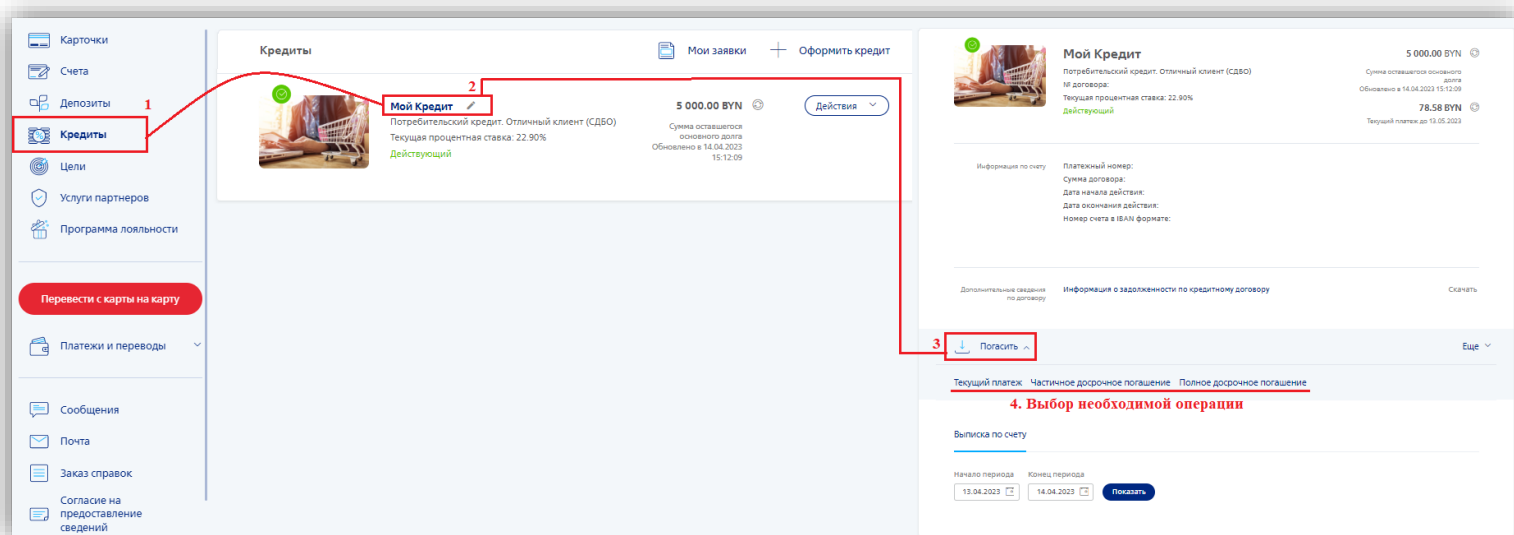 Карточки
Счета
1
Депозиты
Кредиты
Цели
Услуги партнеров
Программа лояльности
Перевести с карты на карту
Платежи и переводы
Сообщения
Почта
Заказ справок
Согласие на
предоставление
сведений
Кредиты
Мои заявки
Оформить кредит
2
Мой Кредит
Потребительский кредит. Отличный клиент (СДБО)
Текущая процентная ставка: 22.90%
Действующий
5 000.00 BYN
Сумма оставшегося
основного долга
Обновлено в 14.04.2023
15:12:09
Действия
Мой Кредит
Потребительский кредит. Отличный клиент (СДБО)
№ договора:
Текущая процентная ставка: 22.90%
Действующий
5 000.00 BYN
Сумма оставшегося основного
долга
Обновлено в 14.04.2023 15:12:09
78.58 BYN
Текущий платеж до 13.05.2023
Информация по счету
Платежный номер:
Сумма договора:
Дата начала действия:
Дата окончания действия:
Номер счета в IBAN формате:
Дополнительные сведения
по договору
Информация о задолженности по кредитному договору
Скачать
3
Погасить
Еще
Текущий платеж Частичное досрочное погашение Полное досрочное погашение
4. Выбор необходимой операции
Выписка по счету
Начало периода Конец периода
13.04.2023 14.04.2023 Показать